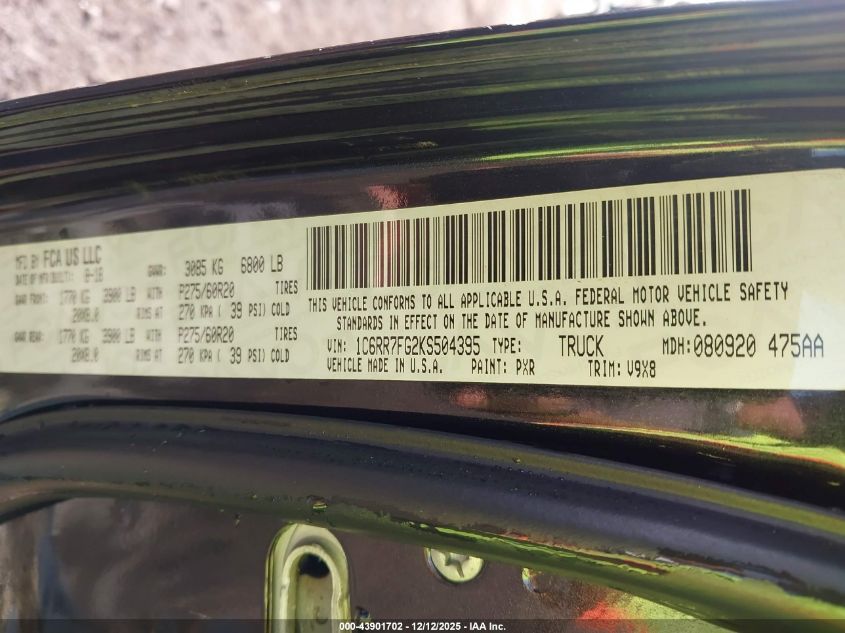 MFD BY FCA US LLC
DATE OF MFR(BUILT): 8-18 GVWR: 3085 KG 6800 LB
GAWR FRONT: 1770 KG 3900 LB WITH P275/60R20 TIRES
20X8.0 RIMS AT 270 KPA ( 39 PSI) COLD
GAWR REAR: 1770 KG 3900 LB WITH P275/60R20 TIRES
20X8.0 RIMS AT 270 KPA ( 39 PSI) COLD
THIS VEHICLE CONFORMS TO ALL APPLICABLE U.S.A. FEDERAL MOTOR VEHICLE SAFETY
STANDARDS IN EFFECT ON THE DATE OF MANUFACTURE SHOWN ABOVE.
VIN: 1C6RR7FG2KS504395 TYPE: TRUCK MDH:080920 475AA
VEHICLE MADE IN U.S.A. PAINT: PXR TRIM: V9X8
000-43901702 - 12/12/2025 - IAA Inc.